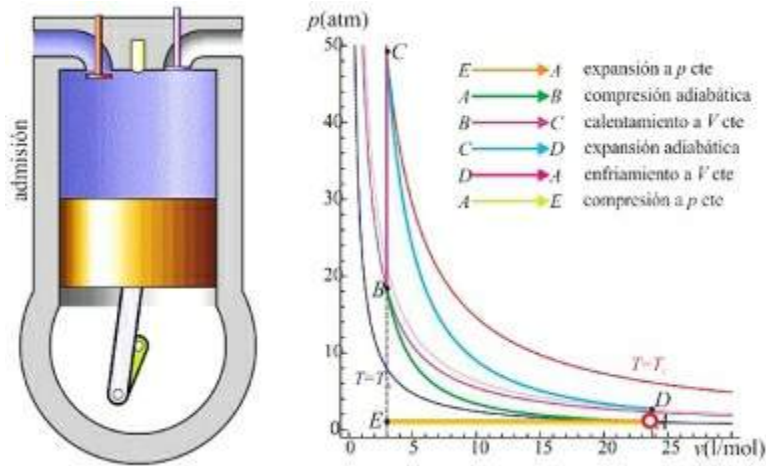 admisión
p(atm)
50
40
30
20
10
0
0 5 10 15 20 25 v(l/mol)
C
B
E
D
T=T
T=T
E A expansión a p cte
A B compresión adiabática
B C calentamiento a V cte
C D expansión adiabática
D A enfriamiento a V cte
A E compresión a p cte